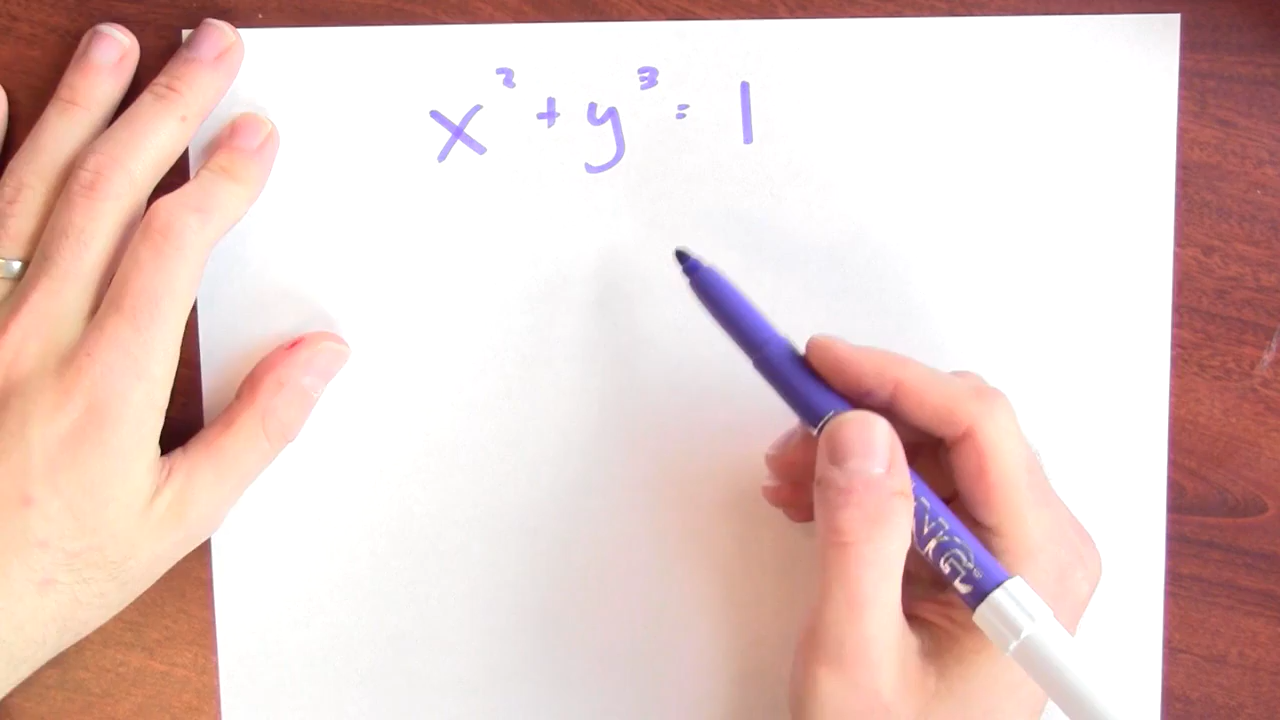 x² + y³ = 1